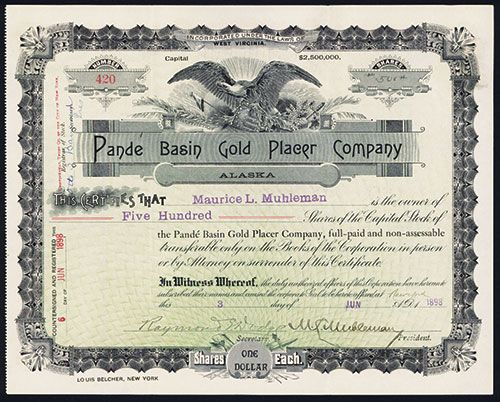 INCORPORATED UNDER THE LAWS OF
WEST VIRGINIA.
Capital $2,500,000.
NUMBER
420
SHARES
500
Pandé Basin Gold Placer Company
ALASKA
THIS CERTIFIES THAT Maurice L. Muhleman is the owner of
Five Hundred Shares of the Capital Stock of
the Pandé Basin Gold Placer Company, full-paid and non-assessable
transferable only on the Books of the Corporation in person
or by Attorney on surrender of this Certificate.
In Witness Whereof, the duly authorized officers of this Corporation have hereunto
subscribed their names and caused the corporate Seal to be hereto affixed at
this 3 day of JUN 1898
M. L. Muhleman
Secretary. President.
Shares ONE DOLLAR Each.
COUNTERSIGNED AND REGISTERED THIS
6 DAY OF JUN 1898
Registrar of Stock.
LOUIS BELCHER, NEW YORK